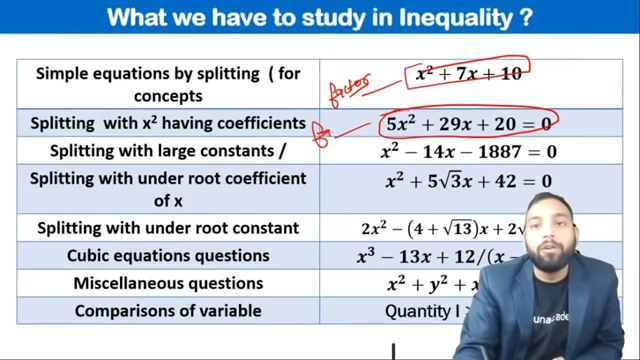 What we have to study in Inequality ?
Simple equations by splitting ( for concepts
factor
x² + 7x + 10
Splitting with x² having coefficients
fa
5x² + 29x + 20 = 0
Splitting with large constants /
x² − 14x − 1887 = 0
Splitting with under root coefficient of x
x² + 5√3x + 42 = 0
Splitting with under root constant
2x² − (4 + √13)x + 2√
Cubic equations questions
x³ − 13x + 12/(x −
Miscellaneous questions
x² + y² + x
Comparisons of variable
Quantity I >
unacade